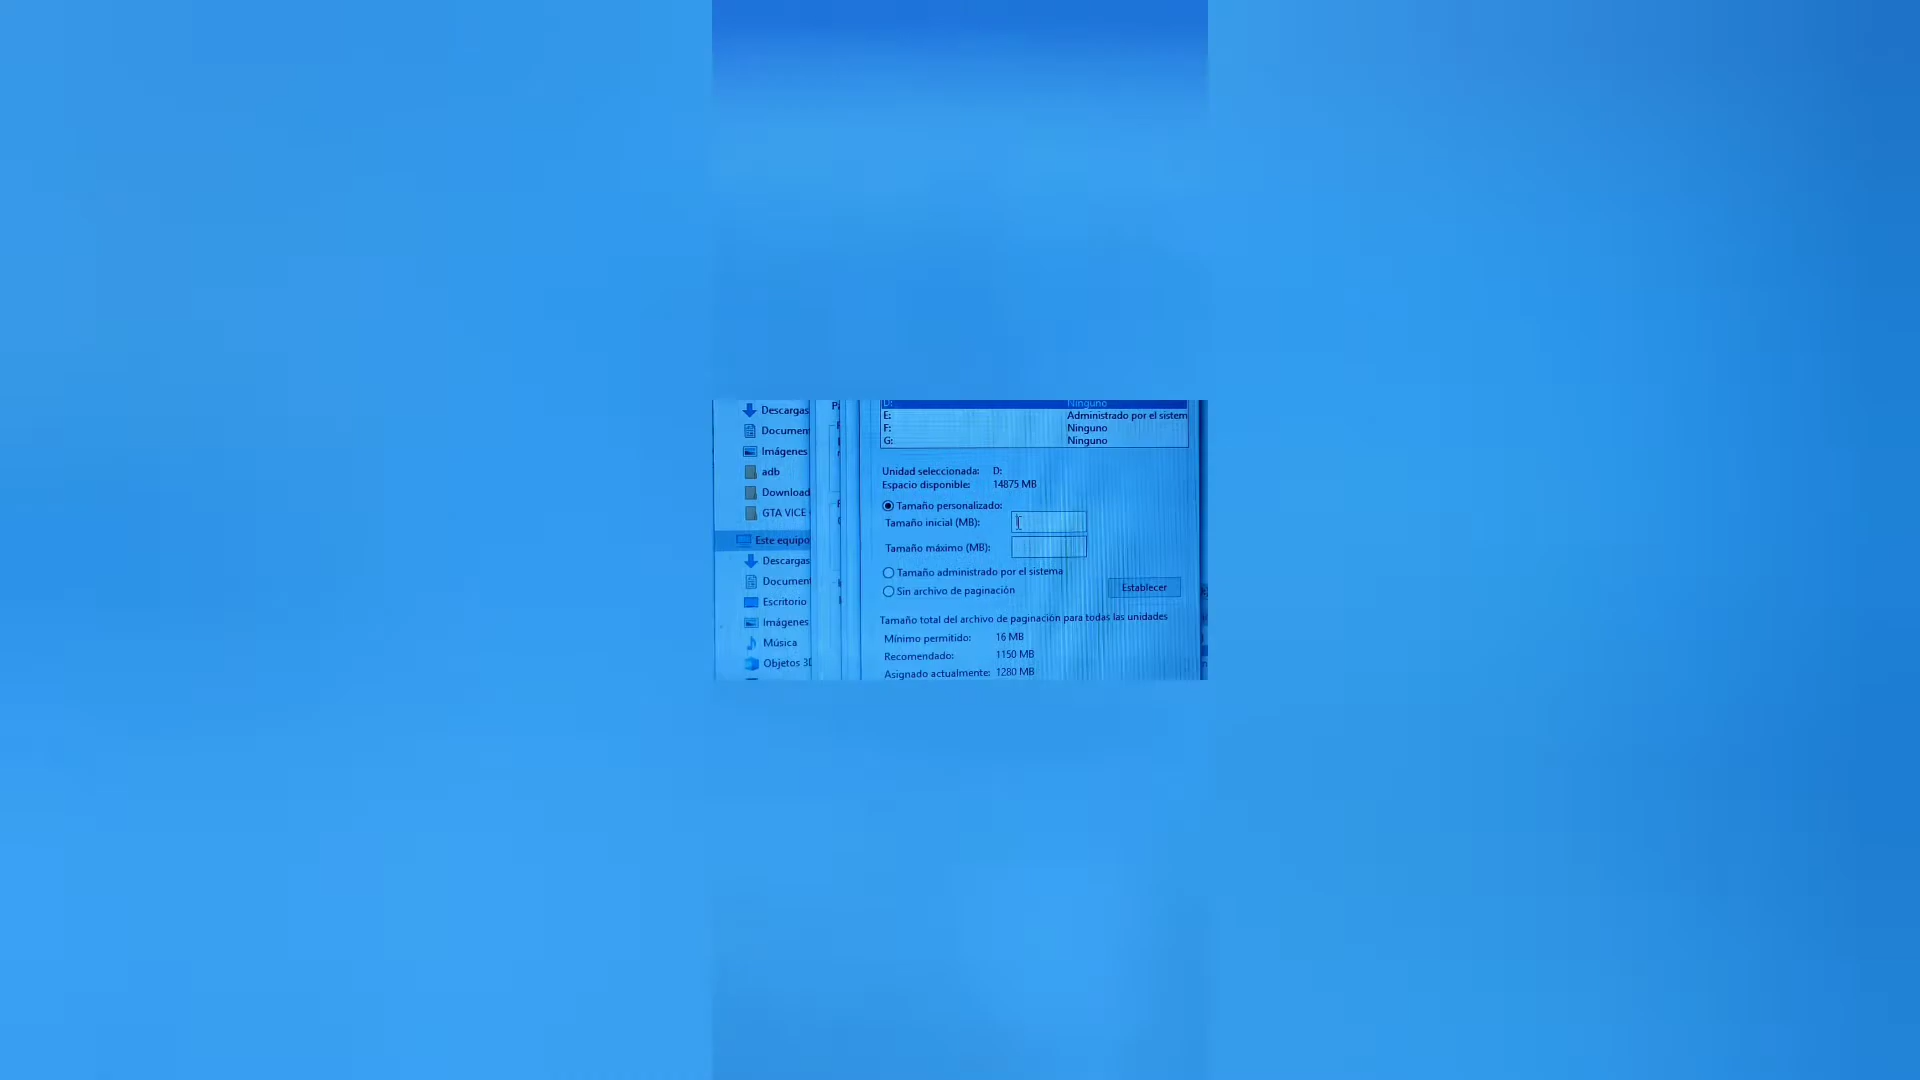 Descargas
Documen
Imágenes
adb
Download
GTA VICE
Este equipo
Descargas
Documen
Escritorio
Imágenes
Música
Objetos 3D
D: Ninguno
E: Administrado por el sistem
F: Ninguno
G: Ninguno
Unidad seleccionada: D:
Espacio disponible: 14875 MB
Tamaño personalizado:
Tamaño inicial (MB):
Tamaño máximo (MB):
Tamaño administrado por el sistema
Sin archivo de paginación
Establecer
Tamaño total del archivo de paginación para todas las unidades
Mínimo permitido: 16 MB
Recomendado: 1150 MB
Asignado actualmente: 1280 MB